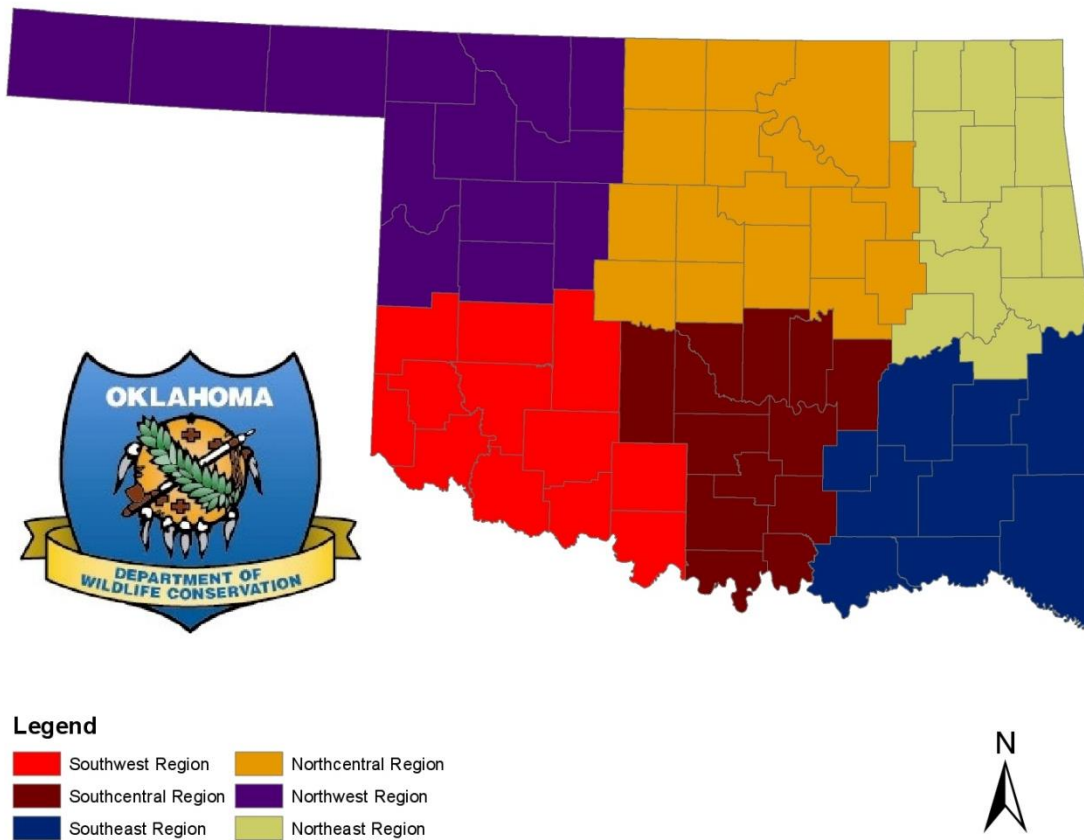 OKLAHOMA
DEPARTMENT OF
WILDLIFE CONSERVATION
Legend
Southwest Region
Northcentral Region
Southcentral Region
Northwest Region
Southeast Region
Northeast Region
N